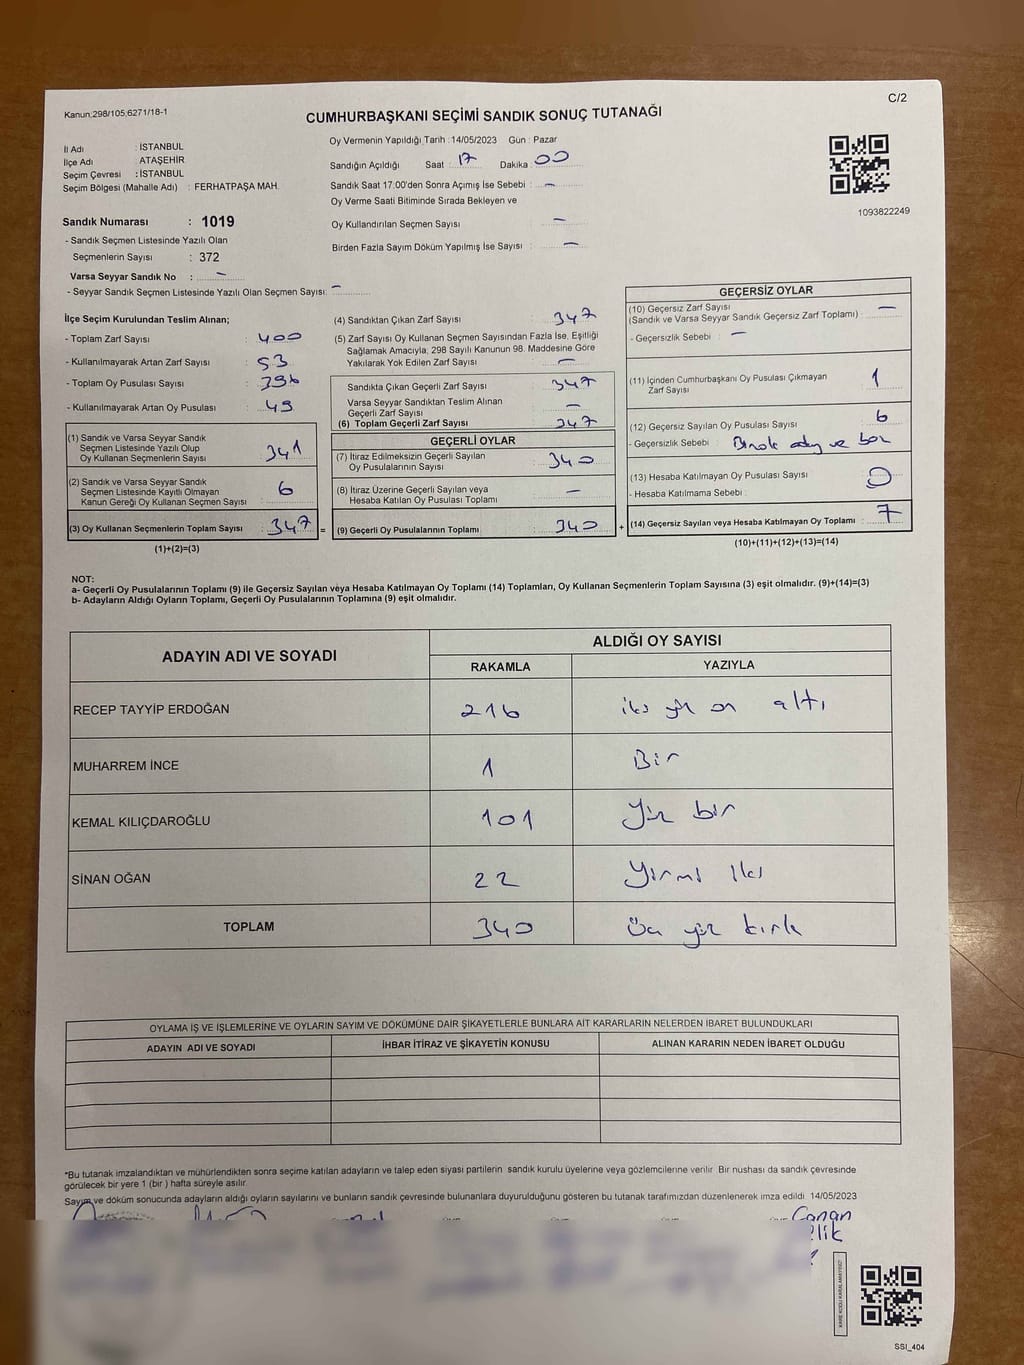 Kanun;298/105;6271/18-1
C/2
CUMHURBAŞKANI SEÇİMİ SANDIK SONUÇ TUTANAĞI
İl Adı : İSTANBUL
İlçe Adı : ATAŞEHİR
Seçim Çevresi : İSTANBUL
Seçim Bölgesi (Mahalle Adı) : FERHATPAŞA MAH.
Sandık Numarası : 1019
- Sandık Seçmen Listesinde Yazılı Olan
Seçmenlerin Sayısı : 372
Varsa Seyyar Sandık No : –
- Seyyar Sandık Seçmen Listesinde Yazılı Olan Seçmen Sayısı: –
Oy Vermenin Yapıldığı Tarih : 14/05/2023 Gün : Pazar
Sandığın Açıldığı Saat : 17 Dakika : 00
Sandık Saat 17:00'den Sonra Açımış İse Sebebi : –
Oy Verme Saati Bitiminde Sırada Bekleyen ve
Oy Kullandırılan Seçmen Sayısı –
Birden Fazla Sayım Döküm Yapılmış İse Sayısı : –
1093822249
İlçe Seçim Kurulundan Teslim Alınan;
- Toplam Zarf Sayısı : 400
- Kullanılmayarak Artan Zarf Sayısı : 53
- Toplam Oy Pusulası Sayısı : 396
- Kullanılmayarak Artan Oy Pusulası : 49
(1) Sandık ve Varsa Seyyar Sandık
Seçmen Listesinde Yazılı Olup
Oy Kullanan Seçmenlerin Sayısı : 341
(2) Sandık ve Varsa Seyyar Sandık
Seçmen Listesinde Kayıtlı Olmayan
Kanun Gereği Oy Kullanan Seçmen Sayısı : 6
(3) Oy Kullanan Seçmenlerin Toplam Sayısı : 347 =
(1)+(2)=(3)
(4) Sandıktan Çıkan Zarf Sayısı : 347
(5) Zarf Sayısı Oy Kullanan Seçmen Sayısından Fazla İse, Eşitliği
Sağlamak Amacıyla; 298 Sayılı Kanunun 98. Maddesine Göre
Yakılarak Yok Edilen Zarf Sayısı : –
Sandıkta Çıkan Geçerli Zarf Sayısı : 347
Varsa Seyyar Sandıktan Teslim Alınan
Geçerli Zarf Sayısı : –
(6) Toplam Geçerli Zarf Sayısı : 347
GEÇERLİ OYLAR
(7) İtiraz Edilmeksizin Geçerli Sayılan
Oy Pusulalarının Sayısı : 340
(8) İtiraz Üzerine Geçerli Sayılan veya
Hesaba Katılan Oy Pusulaları Toplamı : –
(9) Geçerli Oy Pusulalarının Toplamı : 340 +
GEÇERSİZ OYLAR
(10) Geçersiz Zarf Sayısı
(Sandık ve Varsa Seyyar Sandık Geçersiz Zarf Toplamı) : –
- Geçersizlik Sebebi : –
(11) İçinden Cumhurbaşkanı Oy Pusulası Çıkmayan
Zarf Sayısı : 1
(12) Geçersiz Sayılan Oy Pusulası Sayısı : 6
- Geçersizlik Sebebi : ve
(13) Hesaba Katılmayan Oy Pusulası Sayısı : 0
- Hesaba Katılmama Sebebi :
(14) Geçersiz Sayılan veya Hesaba Katılmayan Oy Toplamı : 7
(10)+(11)+(12)+(13)=(14)
NOT:
a- Geçerli Oy Pusulalarının Toplamı (9) ile Geçersiz Sayılan veya Hesaba Katılmayan Oy Toplamı (14) Toplamları, Oy Kullanan Seçmenlerin Toplam Sayısına (3) eşit olmalıdır. (9)+(14)=(3)
b- Adayların Aldığı Oyların Toplamı, Geçerli Oy Pusulalarının Toplamına (9) eşit olmalıdır.
ADAYIN ADI VE SOYADI ALDIĞI OY SAYISI
RAKAMLA YAZIYLA
RECEP TAYYİP ERDOĞAN 216 iki yüz on altı
MUHARREM İNCE 1 Bir
KEMAL KILIÇDAROĞLU 101 Yüz bir
SİNAN OĞAN 22 Yirmi iki
TOPLAM 340 Üç yüz kırk
OYLAMA İŞ VE İŞLEMLERİNE VE OYLARIN SAYIM VE DÖKÜMÜNE DAİR ŞİKAYETLERLE BUNLARA AİT KARARLARIN NELERDEN İBARET BULUNDUKLARI
ADAYIN ADI VE SOYADI İHBAR İTİRAZ VE ŞİKAYETİN KONUSU ALINAN KARARIN NEDEN İBARET OLDUĞU
*Bu tutanak imzalandıktan ve mühürlendikten sonra seçime katılan adayların ve talep eden siyasi partilerin sandık kurulu üyelerine veya gözlemcilerine verilir. Bir nushası da sandık çevresinde
görülecek bir yere 1 (bir ) hafta süreyle asılır.
Sayım ve döküm sonucunda adayların aldığı oyların sayılarını ve bunların sandık çevresinde bulunanlara duyurulduğunu gösteren bu tutanak tarafımızdan düzenlenerek imza edildi. 14/05/2023
Canan
KARE KODU KARALAMAYINIZ!
SSI_404